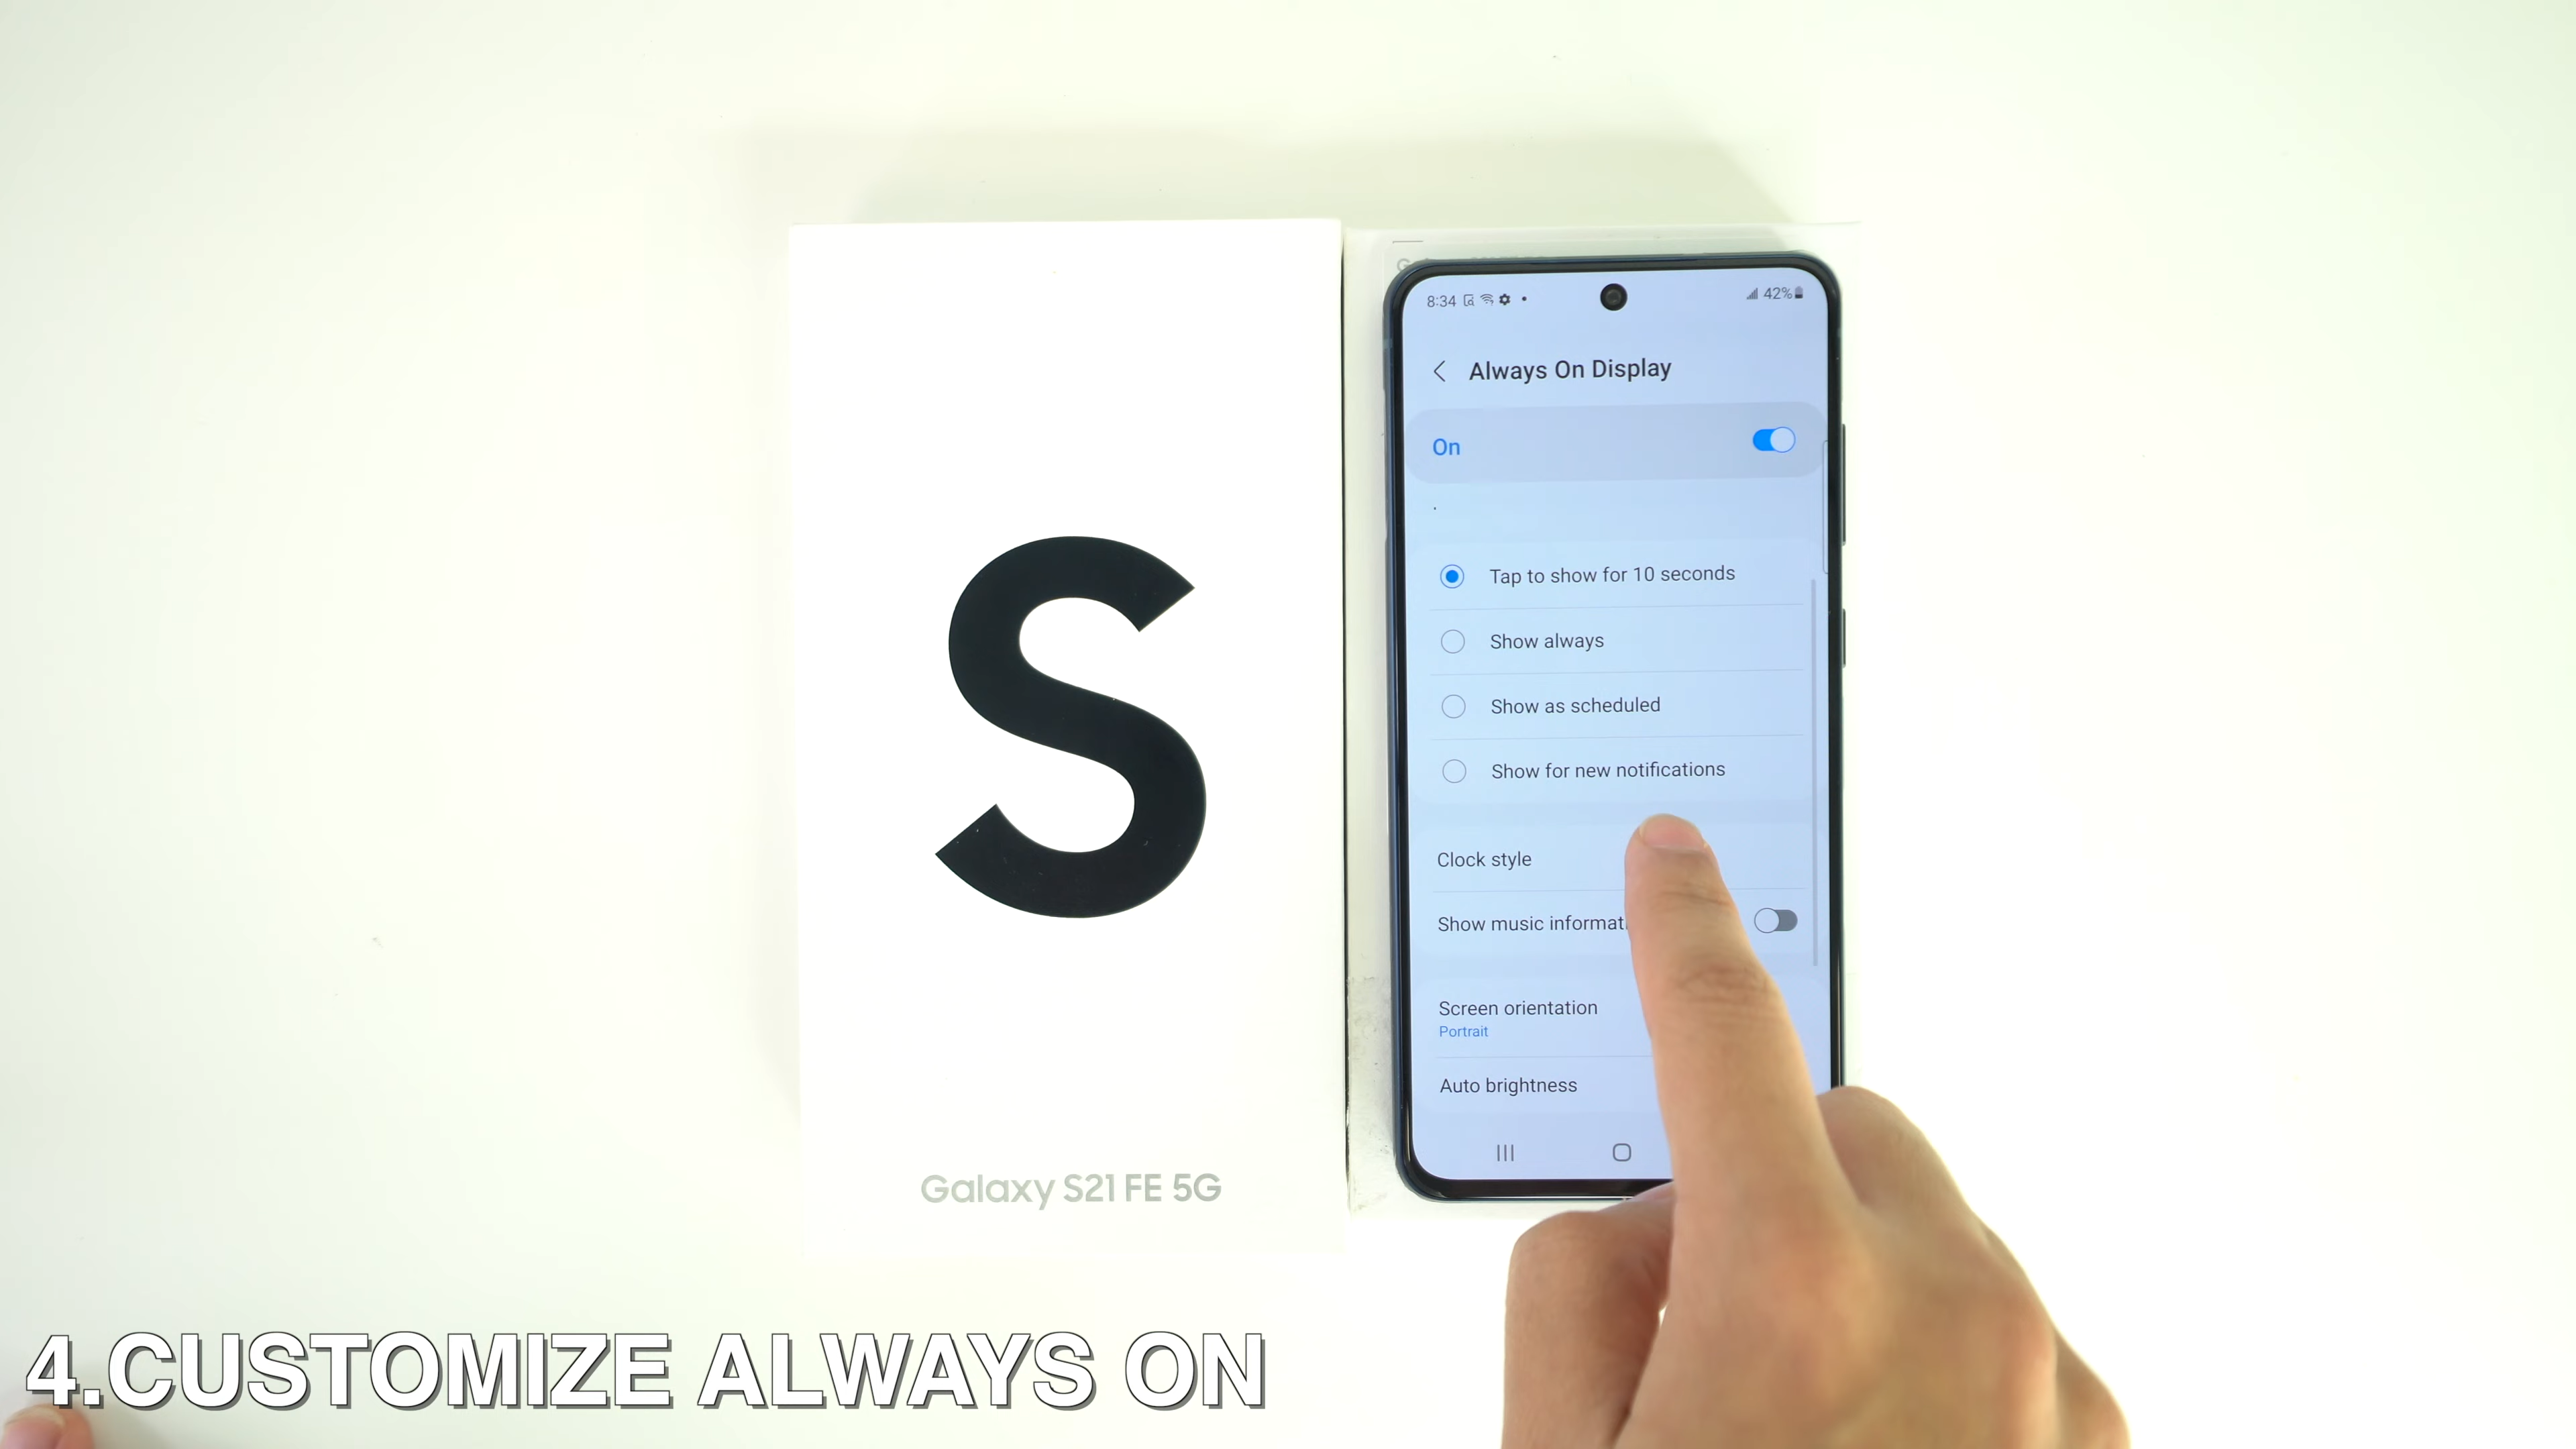 S
Galaxy S21 FE 5G
8:34
42%
Always On Display
On
Tap to show for 10 seconds
Show always
Show as scheduled
Show for new notifications
Clock style
Show music informat
Screen orientation
Portrait
Auto brightness
4.CUSTOMIZE ALWAYS ON